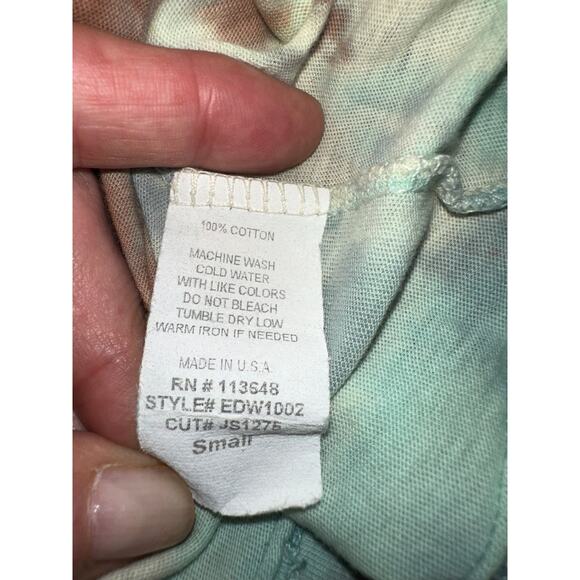 100% COTTON
MACHINE WASH
COLD WATER
WITH LIKE COLORS
DO NOT BLEACH
TUMBLE DRY LOW
WARM IRON IF NEEDED
MADE IN U.S.A.
RN # 113648
STYLE# EDW1002
CUT# JS1275
Small